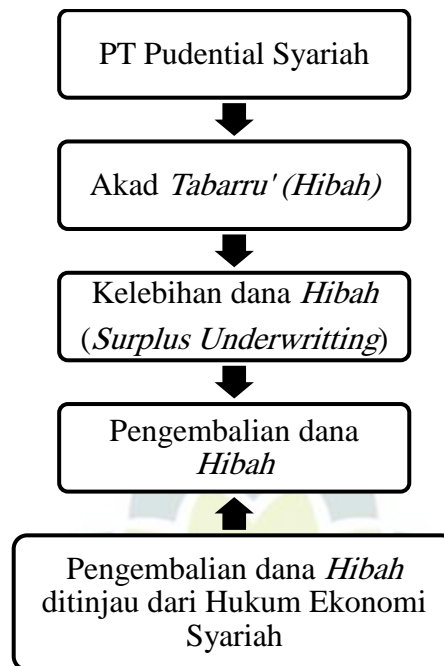 PT Pudential Syariah
Akad Tabarru' (Hibah)
Kelebihan dana Hibah
(Surplus Underwritting)
Pengembalian dana
Hibah
Pengembalian dana Hibah
ditinjau dari Hukum Ekonomi
Syariah